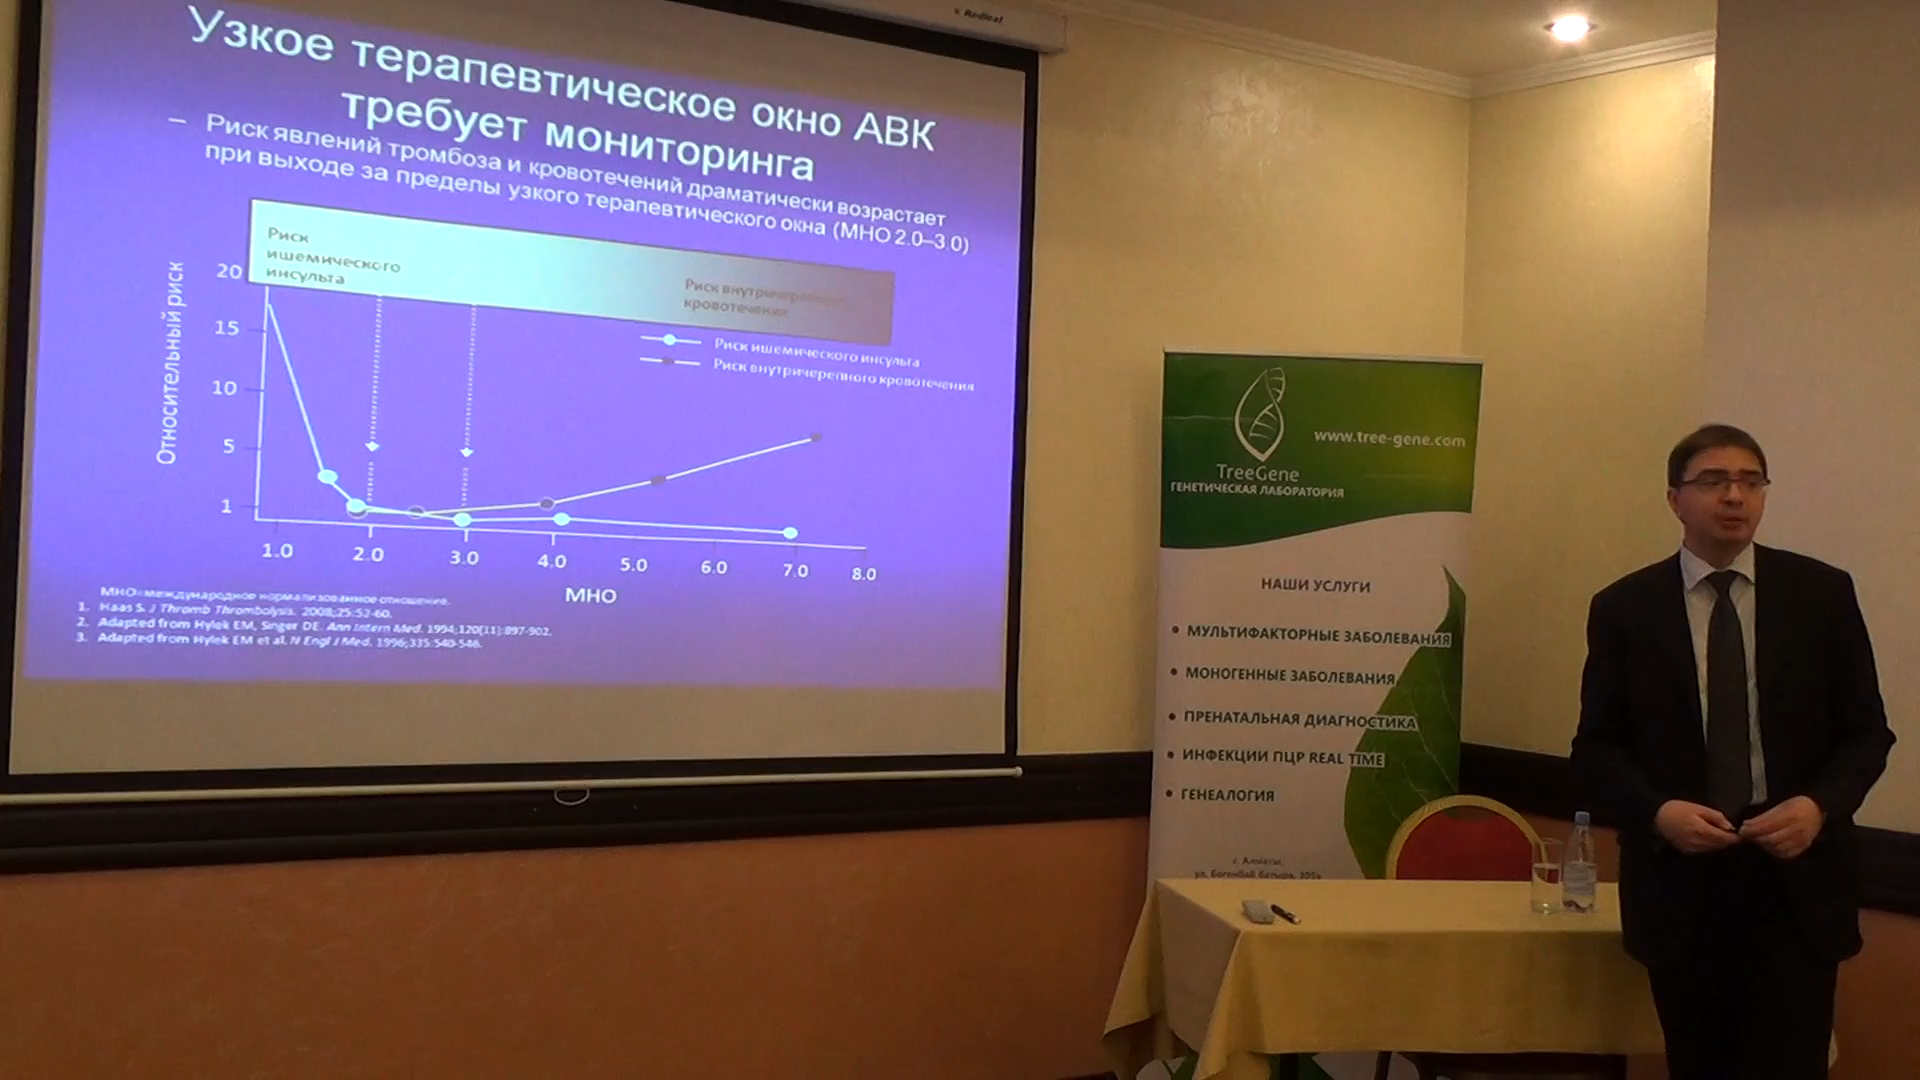 Redleaf
Узкое терапевтическое окно АВК
требует мониторинга
– Риск явлений тромбоза и кровотечений драматически возрастает
при выходе за пределы узкого терапевтического окна (МНО 2.0–3.0)
Риск
ишемического
инсульта
Риск внутричерепного
кровотечения
Риск ишемического инсульта
Риск внутричерепного кровотечения
Относительный риск
20
15
10
5
1
1.0 2.0 3.0 4.0 5.0 6.0 7.0 8.0
МНО
МНО=международное нормализованное отношение.
1. Haas S. J Thromb Thrombolysis. 2008;25:52-60.
2. Adapted from Hylek EM, Singer DE. Ann Intern Med. 1994;120[11]:897-902.
3. Adapted from Hylek EM et al. N Engl J Med. 1996;335:540-546.
www.tree-gene.com
TreeGene
ГЕНЕТИЧЕСКАЯ ЛАБОРАТОРИЯ
НАШИ УСЛУГИ
• МУЛЬТИФАКТОРНЫЕ ЗАБОЛЕВАНИЯ
• МОНОГЕННЫЕ ЗАБОЛЕВАНИЯ
• ПРЕНАТАЛЬНАЯ ДИАГНОСТИКА
• ИНФЕКЦИИ ПЦР REAL TIME
• ГЕНЕАЛОГИЯ
г. Алматы,
ул. Богенбай батыра, 305а